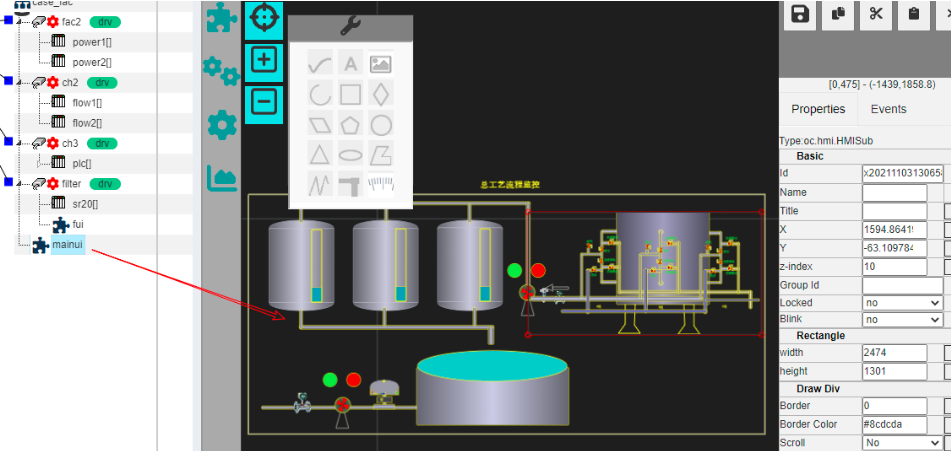 case_fac
fac2 drv
power1[]
power2[]
ch2 drv
flow1[]
flow2[]
ch3 drv
plc[]
filter drv
sr20[]
fui
mainui
A
总工艺流程监控
[0,475] - (-1439,1858.8)
Properties Events
Type:oc.hmi.HMISub
Basic
Id x20211103130658
Name
Title
X 1594.8641
Y -63.109784
z-index 10
Group Id
Locked no
Blink no
Rectangle
width 2474
height 1301
Draw Div
Border 0
Border Color #8cdcda
Scroll No